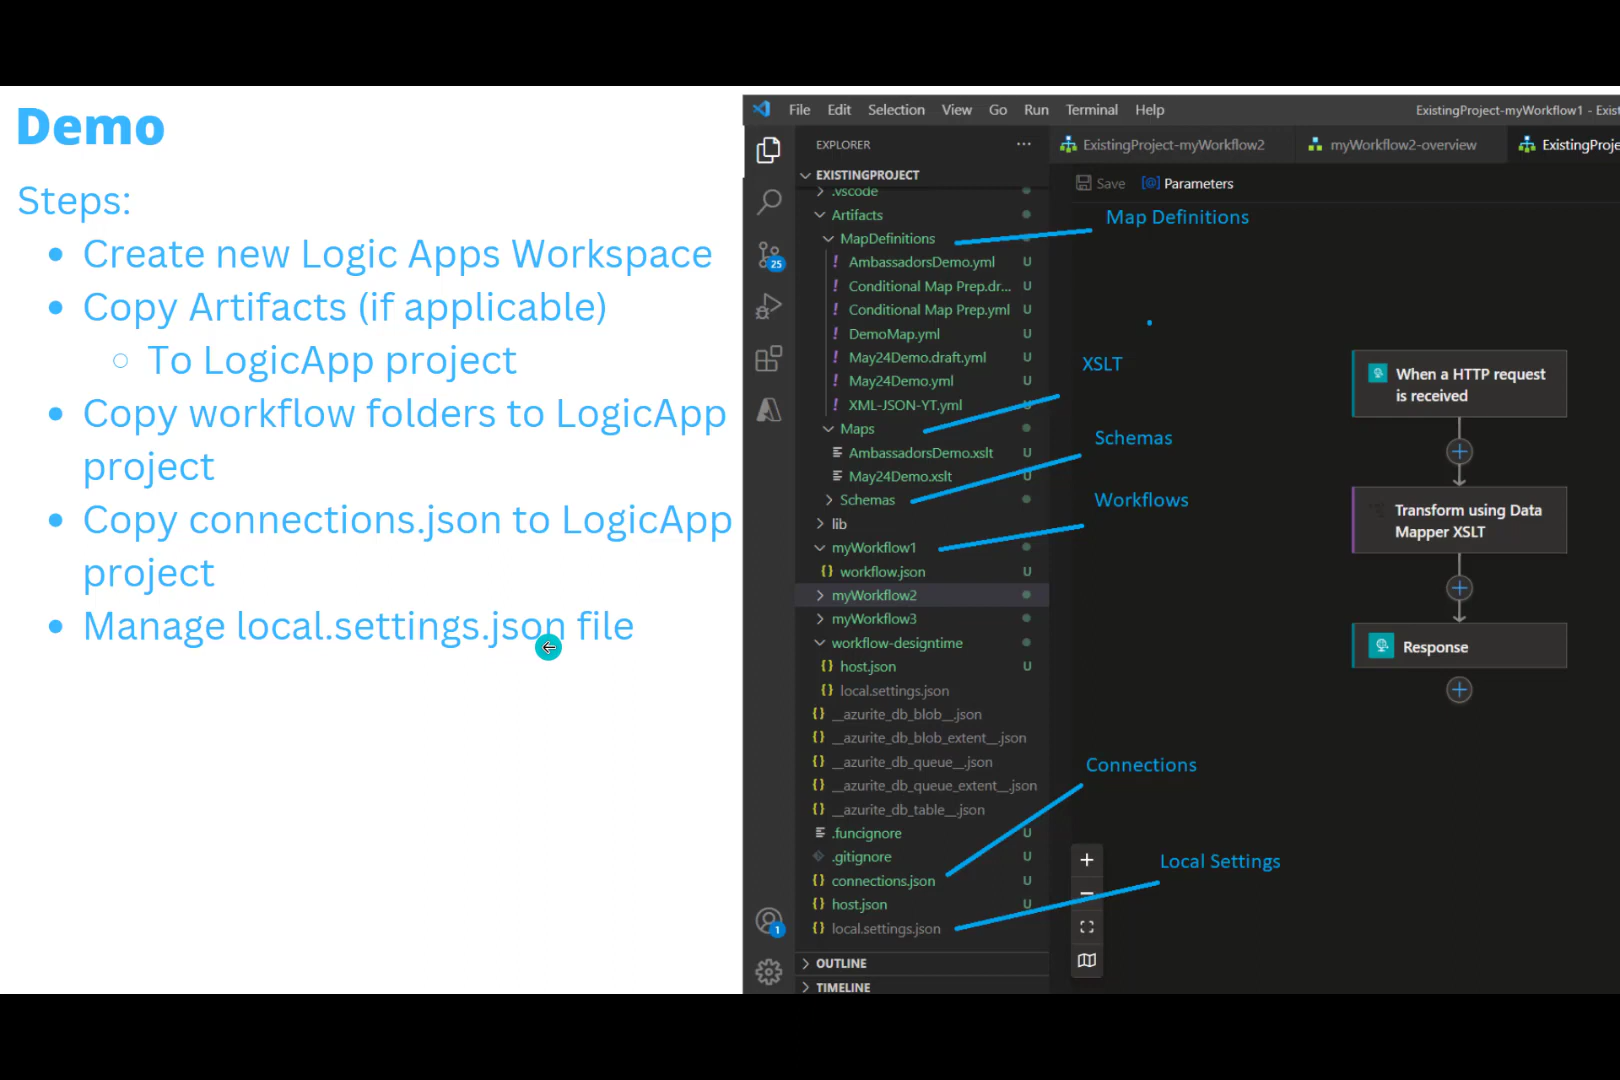 Demo
Steps:
Create new Logic Apps Workspace
Copy Artifacts (if applicable)
To LogicApp project
Copy workflow folders to LogicApp
project
Copy connections.json to LogicApp
project
Manage local.settings.json file
File Edit Selection View Go Run Terminal Help ExistingProject-myWorkflow1 - Exist
EXPLORER ...
ExistingProject-myWorkflow2 myWorkflow2-overview ExistingProje
EXISTINGPROJECT
Save Parameters
.vscode
Artifacts
Map Definitions
MapDefinitions
AmbassadorsDemo.yml U
Conditional Map Prep.dr... U
Conditional Map Prep.yml U
DemoMap.yml U
May24Demo.draft.yml U
May24Demo.yml U
XML-JSON-YT.yml U
XSLT
Maps
AmbassadorsDemo.xslt U
May24Demo.xslt U
Schemas
Schemas
lib
Workflows
myWorkflow1
workflow.json U
myWorkflow2
myWorkflow3
workflow-designtime
host.json U
local.settings.json
__azurite_db_blob__.json
__azurite_db_blob_extent__.json
__azurite_db_queue__.json
__azurite_db_queue_extent__.json
__azurite_db_table__.json
.funcignore U
.gitignore U
Connections
connections.json U
host.json U
Local Settings
local.settings.json
OUTLINE
TIMELINE
25
1
When a HTTP request
is received
Transform using Data
Mapper XSLT
Response